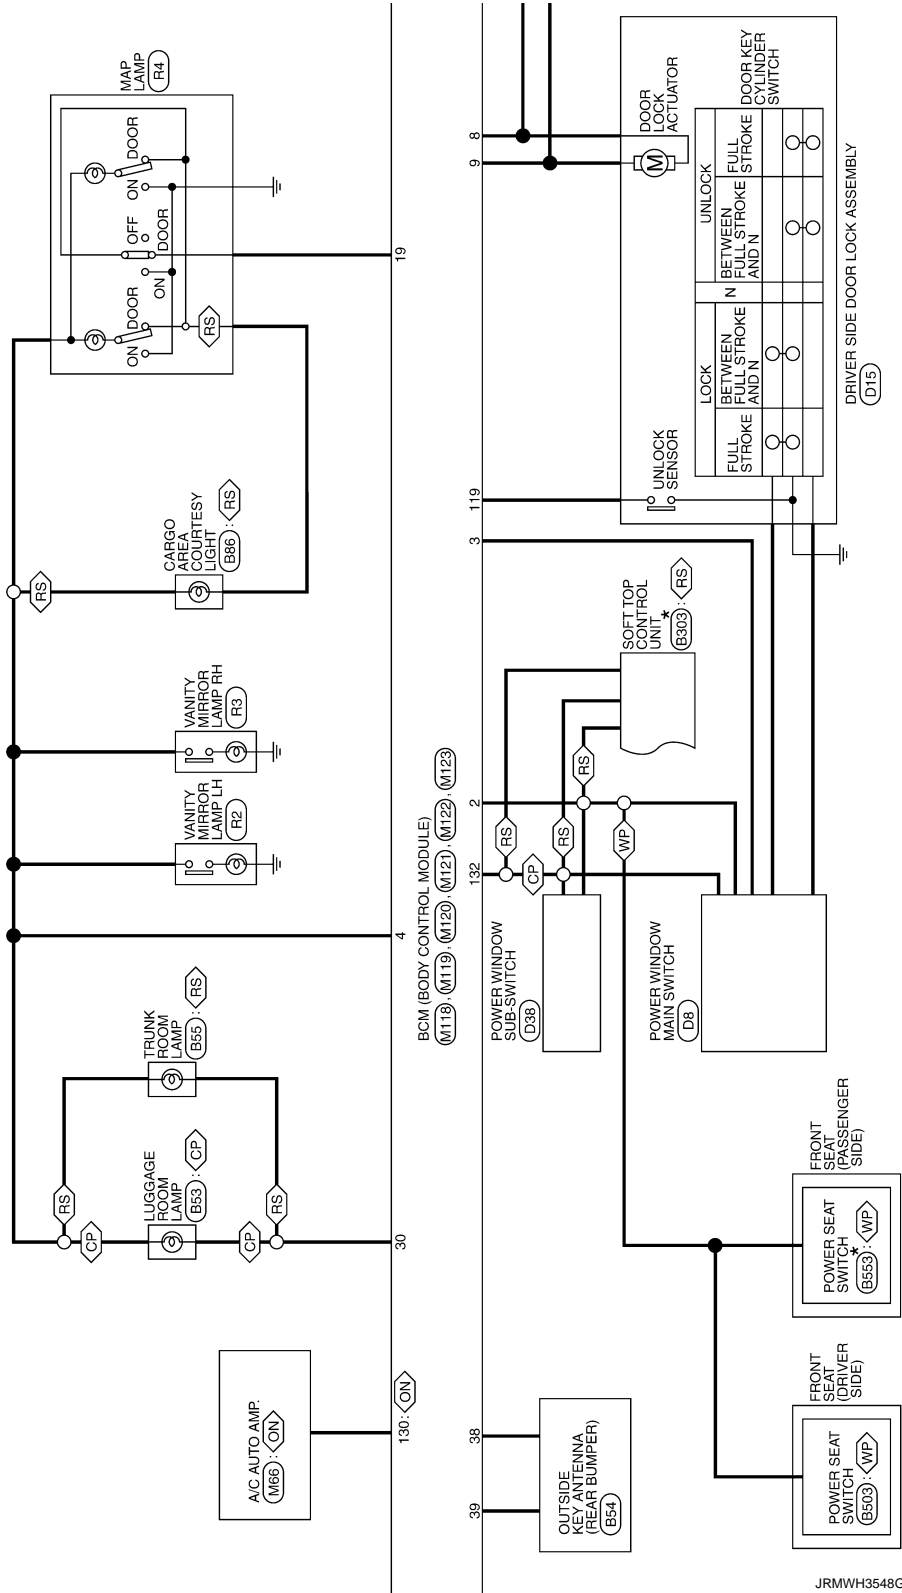 MAP
LAMP
R4
DOOR
ON
OFF
DOOR
ON
DOOR
ON
RS
19
CARGO
AREA
COURTESY
LIGHT
B86 : RS
RS
VANITY
MIRROR
LAMP RH
R3
VANITY
MIRROR
LAMP LH
R2
4
TRUNK
ROOM
LAMP
B55 : RS
LUGGAGE
ROOM
LAMP
B53 : CP
RS
CP
RS
CP
30
A/C AUTO AMP.
M66 : ON
130: ON
BCM (BODY CONTROL MODULE)
M118 , M119 , M120 , M121 , M122 , M123
8
9
DOOR
LOCK
ACTUATOR
M
DOOR KEY
CYLINDER
SWITCH
UNLOCK
FULL
STROKE
BETWEEN
FULL STROKE
AND N
N
LOCK
BETWEEN
FULL STROKE
AND N
FULL
STROKE
DRIVER SIDE DOOR LOCK ASSEMBLY
D15
UNLOCK
SENSOR
119
3
SOFT TOP
CONTROL
UNIT
*
B303 : RS
RS
2
RS
RS
WP
132
CP
POWER WINDOW
SUB-SWITCH
D38
POWER WINDOW
MAIN SWITCH
D8
FRONT
SEAT
(PASSENGER
SIDE)
POWER SEAT
SWITCH
*
B553 : WP
FRONT
SEAT
(DRIVER
SIDE)
POWER SEAT
SWITCH
B503 : WP
38
39
OUTSIDE
KEY ANTENNA
(REAR BUMPER)
B54
JRMWH3548G